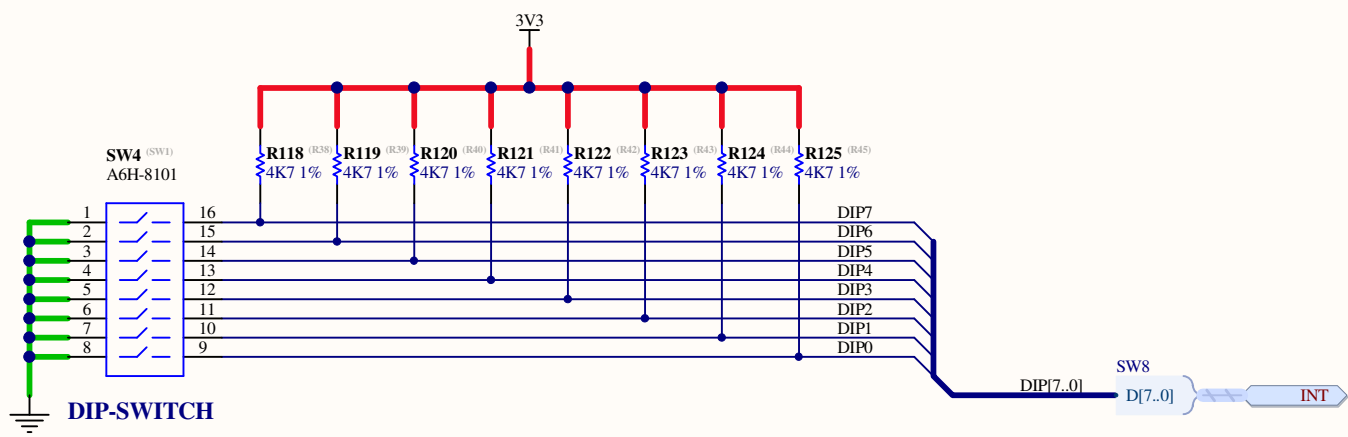 3V3
SW4 (SW1)
A6H-8101
R118 (R38) R119 (R39) R120 (R40) R121 (R41) R122 (R42) R123 (R43) R124 (R44) R125 (R45)
4K7 1% 4K7 1% 4K7 1% 4K7 1% 4K7 1% 4K7 1% 4K7 1% 4K7 1%
1 16 DIP7
2 15 DIP6
3 14 DIP5
4 13 DIP4
5 12 DIP3
6 11 DIP2
7 10 DIP1
8 9 DIP0
SW8
DIP[7..0] D[7..0] INT
DIP-SWITCH